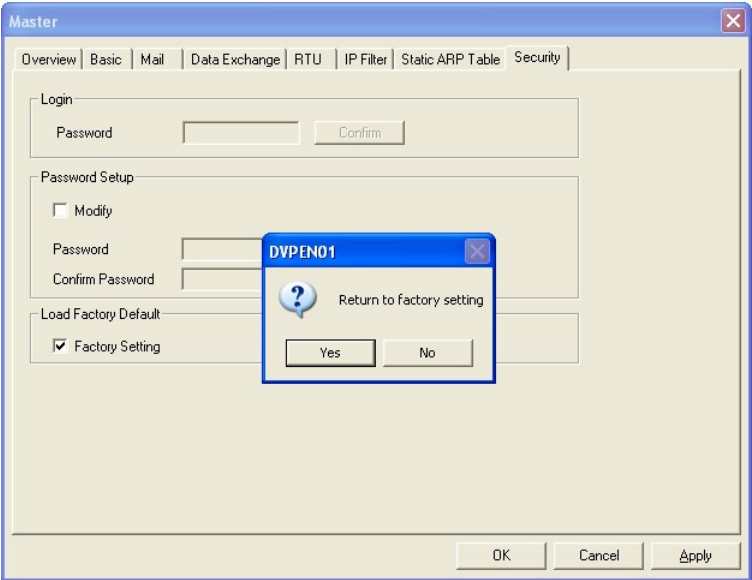 Master
Overview Basic Mail Data Exchange RTU IP Filter Static ARP Table Security
Login
Password Confirm
Password Setup
Modify
Password
Confirm Password
DVPEN01
Return to factory setting
Yes No
Load Factory Default
Factory Setting
OK Cancel Apply